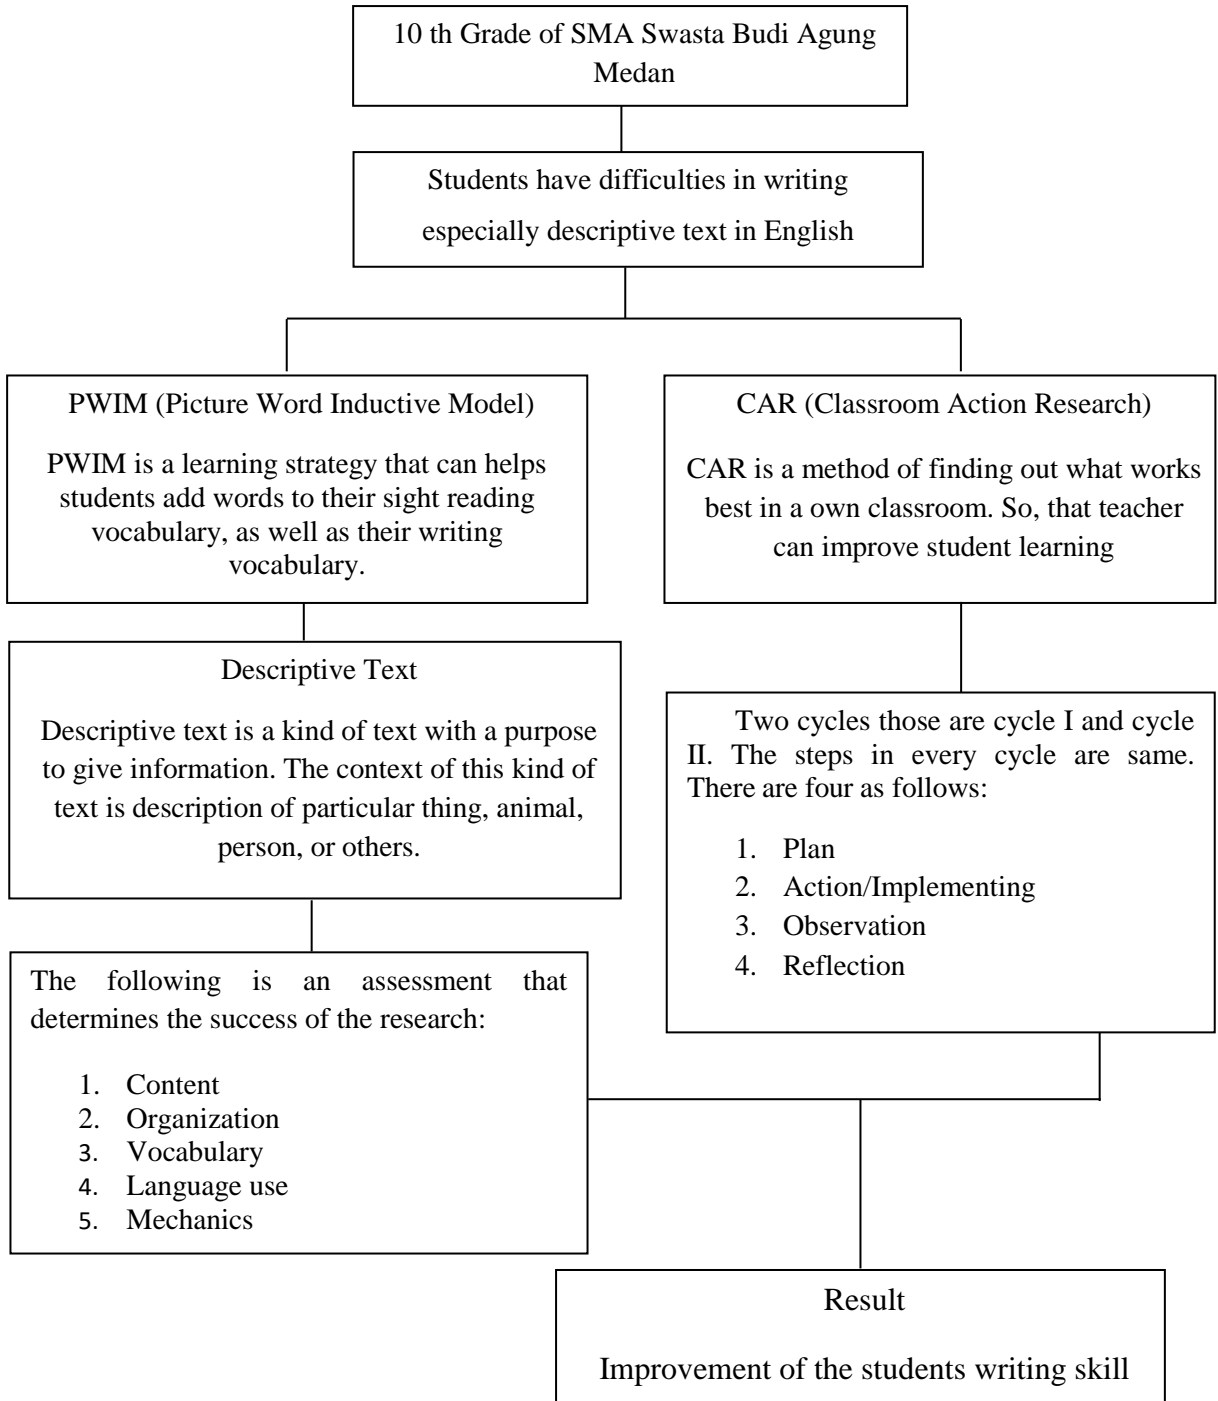 10 th Grade of SMA Swasta Budi Agung
Medan
Students have difficulties in writing
especially descriptive text in English
PWIM (Picture Word Inductive Model)
PWIM is a learning strategy that can helps
students add words to their sight reading
vocabulary, as well as their writing
vocabulary.
CAR (Classroom Action Research)
CAR is a method of finding out what works
best in a own classroom. So, that teacher
can improve student learning
Descriptive Text
Descriptive text is a kind of text with a purpose
to give information. The context of this kind of
text is description of particular thing, animal,
person, or others.
Two cycles those are cycle I and cycle
II. The steps in every cycle are same.
There are four as follows:
1. Plan
2. Action/Implementing
3. Observation
4. Reflection
The following is an assessment that
determines the success of the research:
1. Content
2. Organization
3. Vocabulary
4. Language use
5. Mechanics
Result
Improvement of the students writing skill